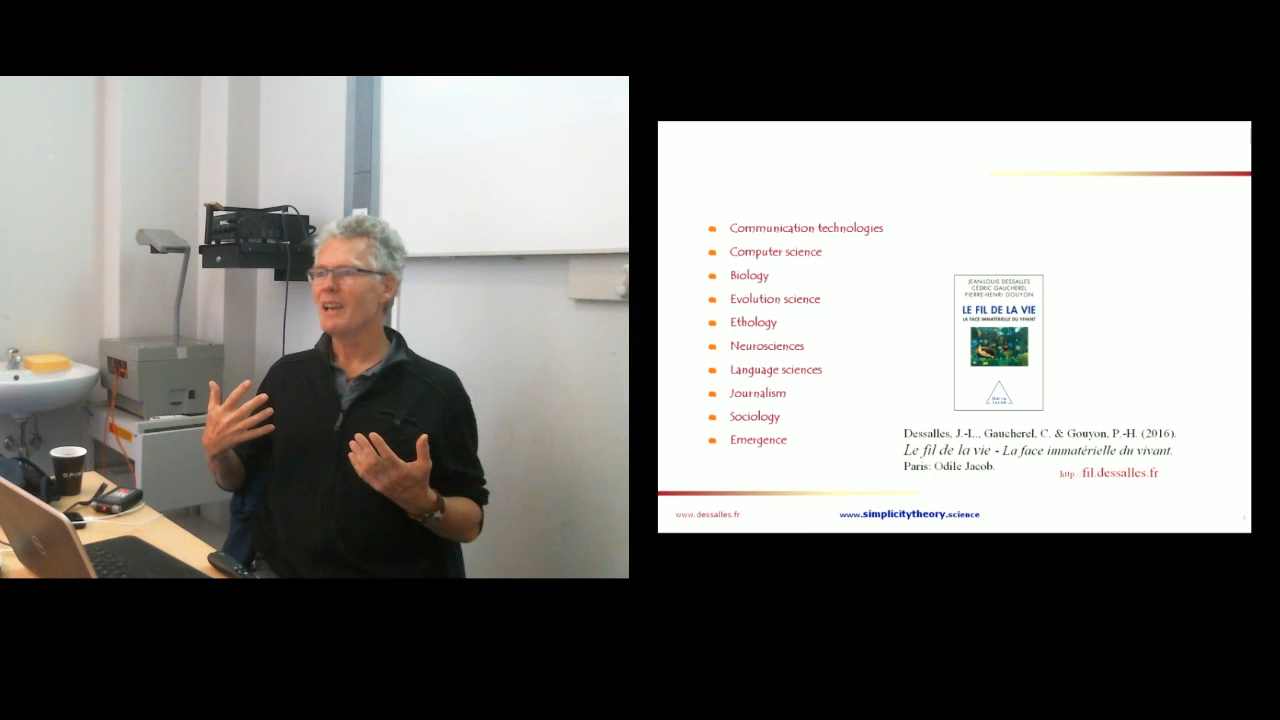 Communication technologies
Computer science
Biology
Evolution science
Ethology
Neurosciences
Language sciences
Journalism
Sociology
Emergence
JEAN-LOUIS DESSALLES
CEDRIC GAUCHEREL
PIERRE-HENRI GOUYON
LE FIL DE LA VIE
LA FACE IMMATÉRIELLE DU VIVANT
Dessalles, J.-L., Gaucherel, C. & Gouyon, P.-H. (2016).
Le fil de la vie - La face immatérielle du vivant.
Paris: Odile Jacob.
fil.dessalles.fr
www.dessalles.fr
www.simplicitytheory.science